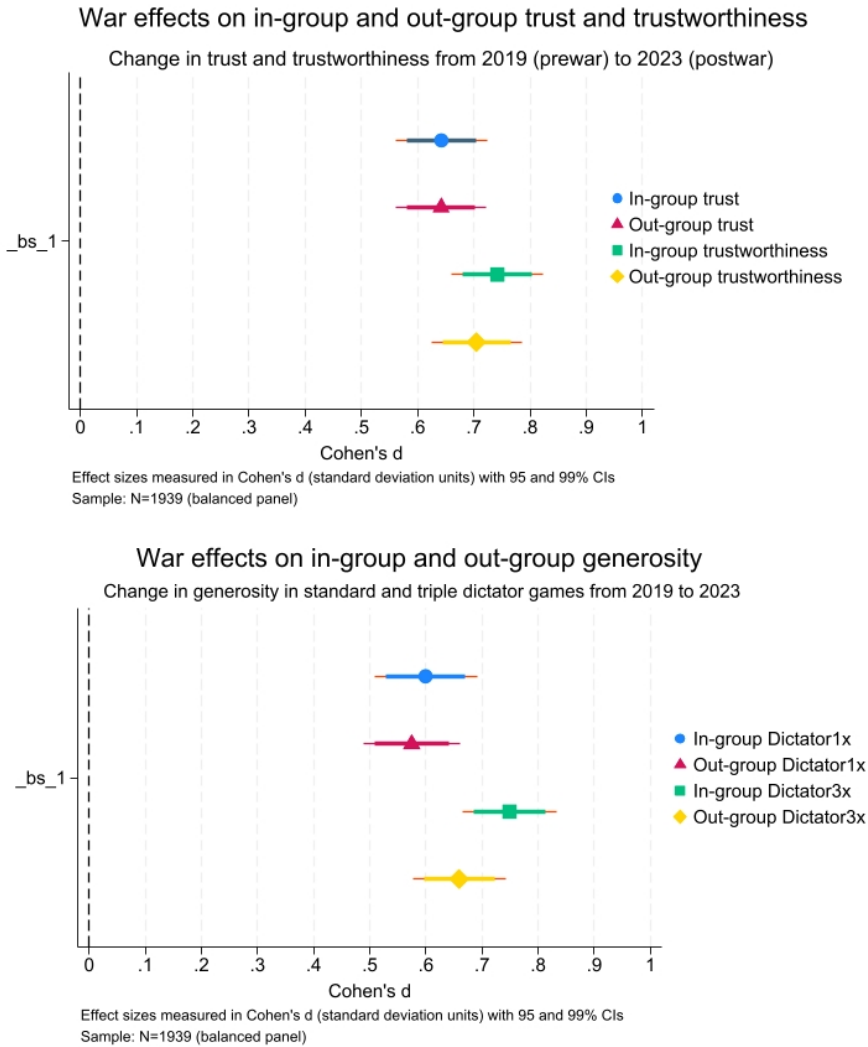 War effects on in-group and out-group trust and trustworthiness
Change in trust and trustworthiness from 2019 (prewar) to 2023 (postwar)
_bs_1
In-group trust
Out-group trust
In-group trustworthiness
Out-group trustworthiness
0 .1 .2 .3 .4 .5 .6 .7 .8 .9 1
Cohen's d
Effect sizes measured in Cohen's d (standard deviation units) with 95 and 99% CIs
Sample: N=1939 (balanced panel)
War effects on in-group and out-group generosity
Change in generosity in standard and triple dictator games from 2019 to 2023
_bs_1
In-group Dictator1x
Out-group Dictator1x
In-group Dictator3x
Out-group Dictator3x
0 .1 .2 .3 .4 .5 .6 .7 .8 .9 1
Cohen's d
Effect sizes measured in Cohen's d (standard deviation units) with 95 and 99% CIs
Sample: N=1939 (balanced panel)